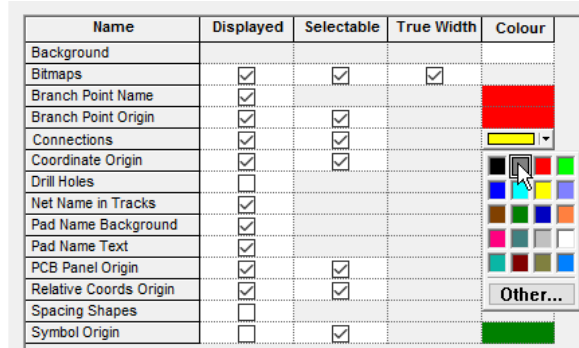 Name Displayed Selectable True Width Colour
Background
Bitmaps
Branch Point Name
Branch Point Origin
Connections
Coordinate Origin
Drill Holes
Net Name in Tracks
Pad Name Background
Pad Name Text
PCB Panel Origin
Relative Coords Origin
Other...
Spacing Shapes
Symbol Origin